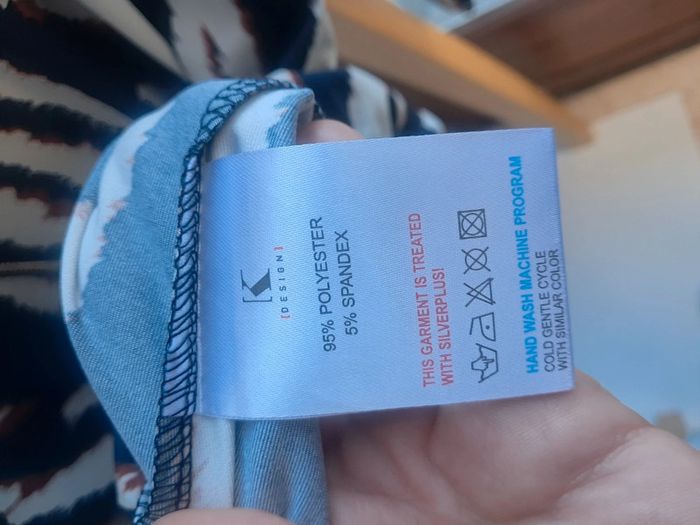 K
[DESIGN]
95% POLYESTER
5% SPANDEX
THIS GARMENT IS TREATED
WITH SILVERPLUS!
HAND WASH MACHINE PROGRAM
COLD GENTLE CYCLE
WITH SIMILAR COLOR